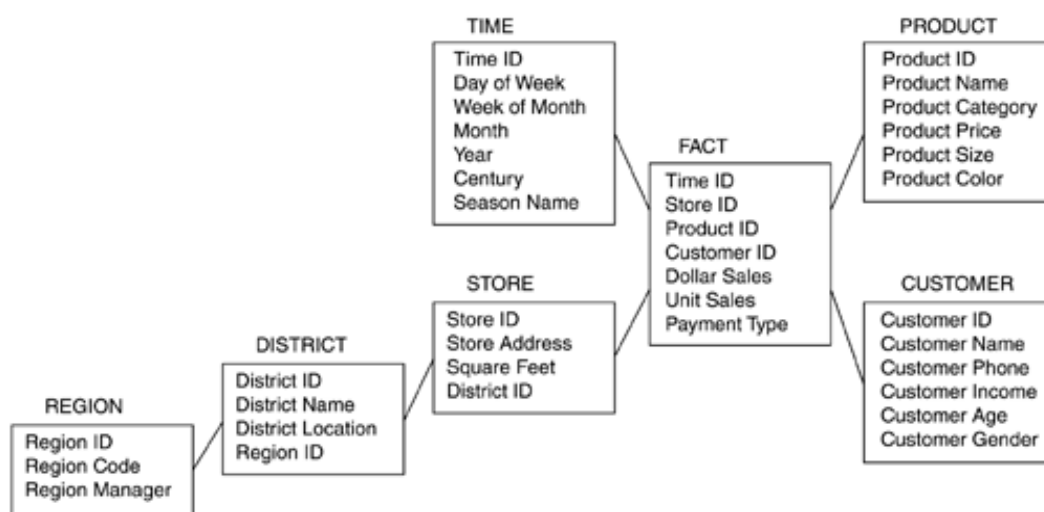 TIME
Time ID
Day of Week
Week of Month
Month
Year
Century
Season Name
PRODUCT
Product ID
Product Name
Product Category
Product Price
Product Size
Product Color
FACT
Time ID
Store ID
Product ID
Customer ID
Dollar Sales
Unit Sales
Payment Type
STORE
Store ID
Store Address
Square Feet
District ID
CUSTOMER
Customer ID
Customer Name
Customer Phone
Customer Income
Customer Age
Customer Gender
DISTRICT
District ID
District Name
District Location
Region ID
REGION
Region ID
Region Code
Region Manager